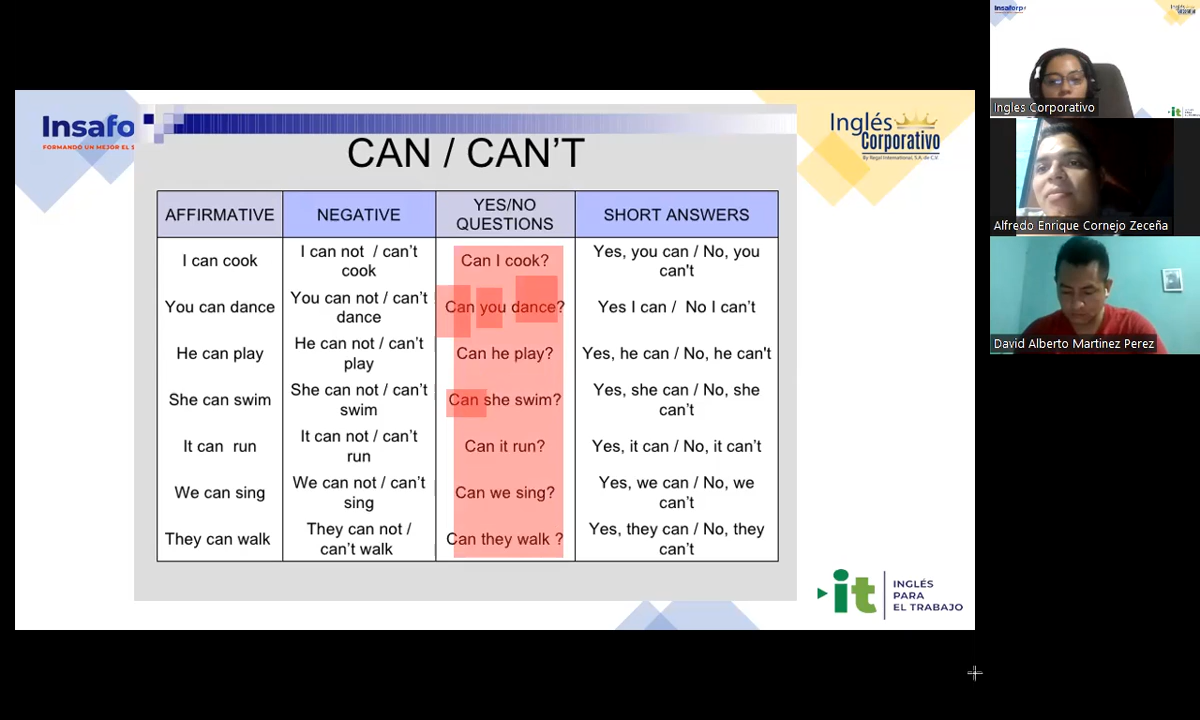 Insafo
FORMANDO UN MEJOR EL S
CAN / CAN'T
Inglés
Corporativo
By Regal International, S.A. de C.V.
AFFIRMATIVE
NEGATIVE
YES/NO
QUESTIONS
SHORT ANSWERS
I can cook
I can not / can't
cook
Can I cook?
Yes, you can / No, you
can't
You can dance
You can not / can't
dance
Can you dance?
Yes I can / No I can't
He can play
He can not / can't
play
Can he play?
Yes, he can / No, he can't
She can swim
She can not / can't
swim
Can she swim?
Yes, she can / No, she
can't
It can run
It can not / can't
run
Can it run?
Yes, it can / No, it can't
We can sing
We can not / can't
sing
Can we sing?
Yes, we can / No, we
can't
They can walk
They can not /
can't walk
Can they walk ?
Yes, they can / No, they
can't
it
INGLÉS
PARA
EL TRABAJO
Insaforp
Ingles Corporativo
it
Alfredo Enrique Cornejo Zeceña
David Alberto Martinez Perez